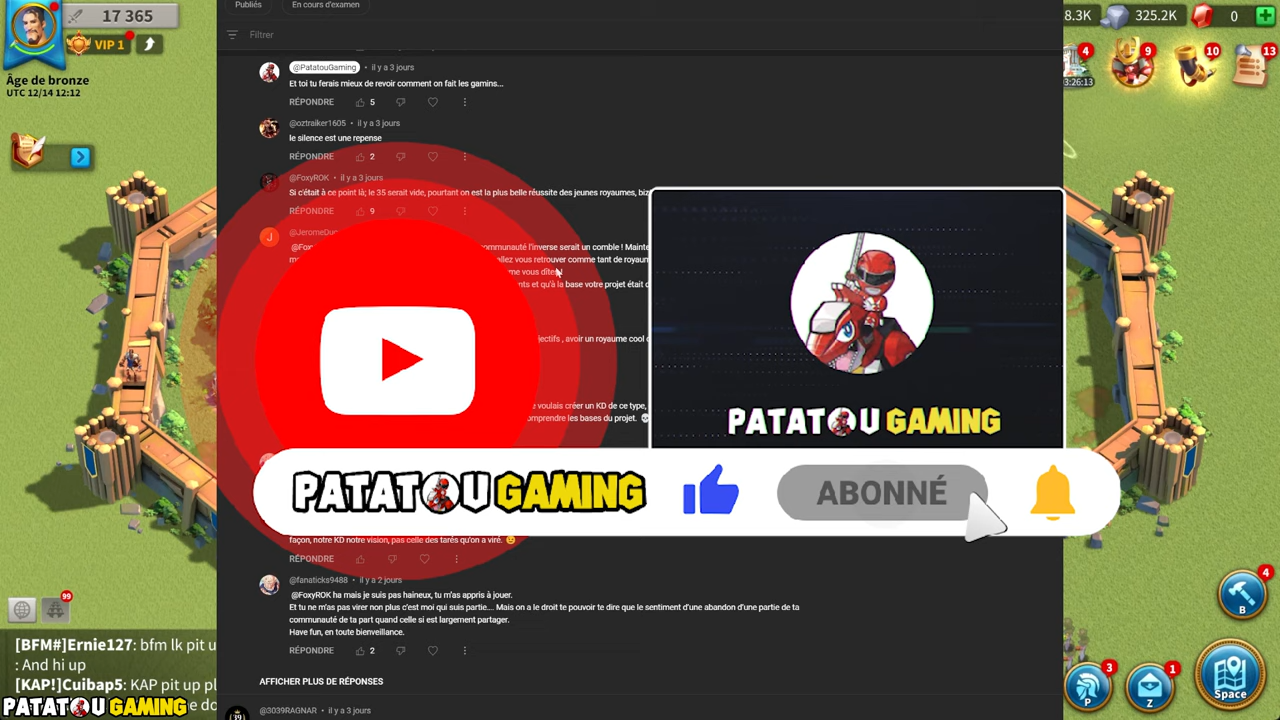 17 365
VIP 1
Âge de bronze
UTC 12/14 12:12
8.3K
325.2K
0
4
9
10
13
03:26:13
Publiés
En cours d'examen
Filtrer
@PatatouGaming • il y a 3 jours
Et toi tu ferais mieux de revoir comment on fait les gamins...
RÉPONDRE 5
@oztraiker1605 • il y a 3 jours
le silence est une repense
RÉPONDRE 2
@FoxyROK • il y a 3 jours
Si c'était à ce point là; le 35 serait vide, pourtant on est la plus belle réussite des jeunes royaumes,
RÉPONDRE 9
J
communauté l'inverse serait un comble !
allez vous retrouver comme tant de
me vous dites!
et qu'à la base votre projet était
, avoir un royaume cool
voulais créer un KD de ce type,
comprendre les bases du projet.
PATATOU GAMING
PATATOU GAMING
ABONNÉ
façon, notre KD notre vision, pas celle des tarés qu'on a viré.
RÉPONDRE
@fanaticks9488 • il y a 2 jours
@FoxyROK ha mais je suis pas haineux, tu m'as appris à jouer.
Et tu ne m'as pas virer non plus c'est moi qui suis partie.... Mais on a le droit te pouvoir te dire que le sentiment d'une abandon d'une partie de ta
communauté de ta part quand celle si est largement partager.
Have fun, en toute bienveillance.
RÉPONDRE 2
AFFICHER PLUS DE RÉPONSES
@3039RAGNAR • il y a 3 jours
99
[BFM#]Ernie127: bfm lk pit u
: And hi up
[KAP!]Cuibap5: KAP pit up pl
PATATOU GAMING
4
B
3
P
1
Z
Space